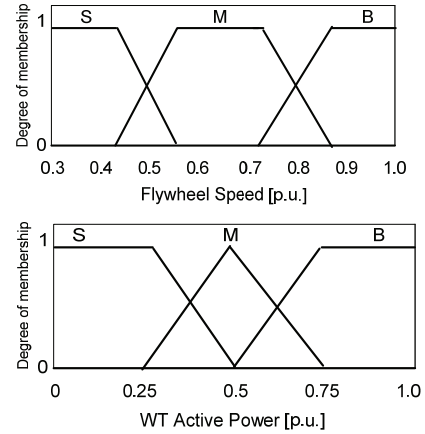 Degree of membership
1
0
S M B
0.3 0.4 0.5 0.6 0.7 0.8 0.9 1.0
Flywheel Speed [p.u.]
Degree of membership
1
0
S M B
0 0.25 0.5 0.75 1.0
WT Active Power [p.u.]